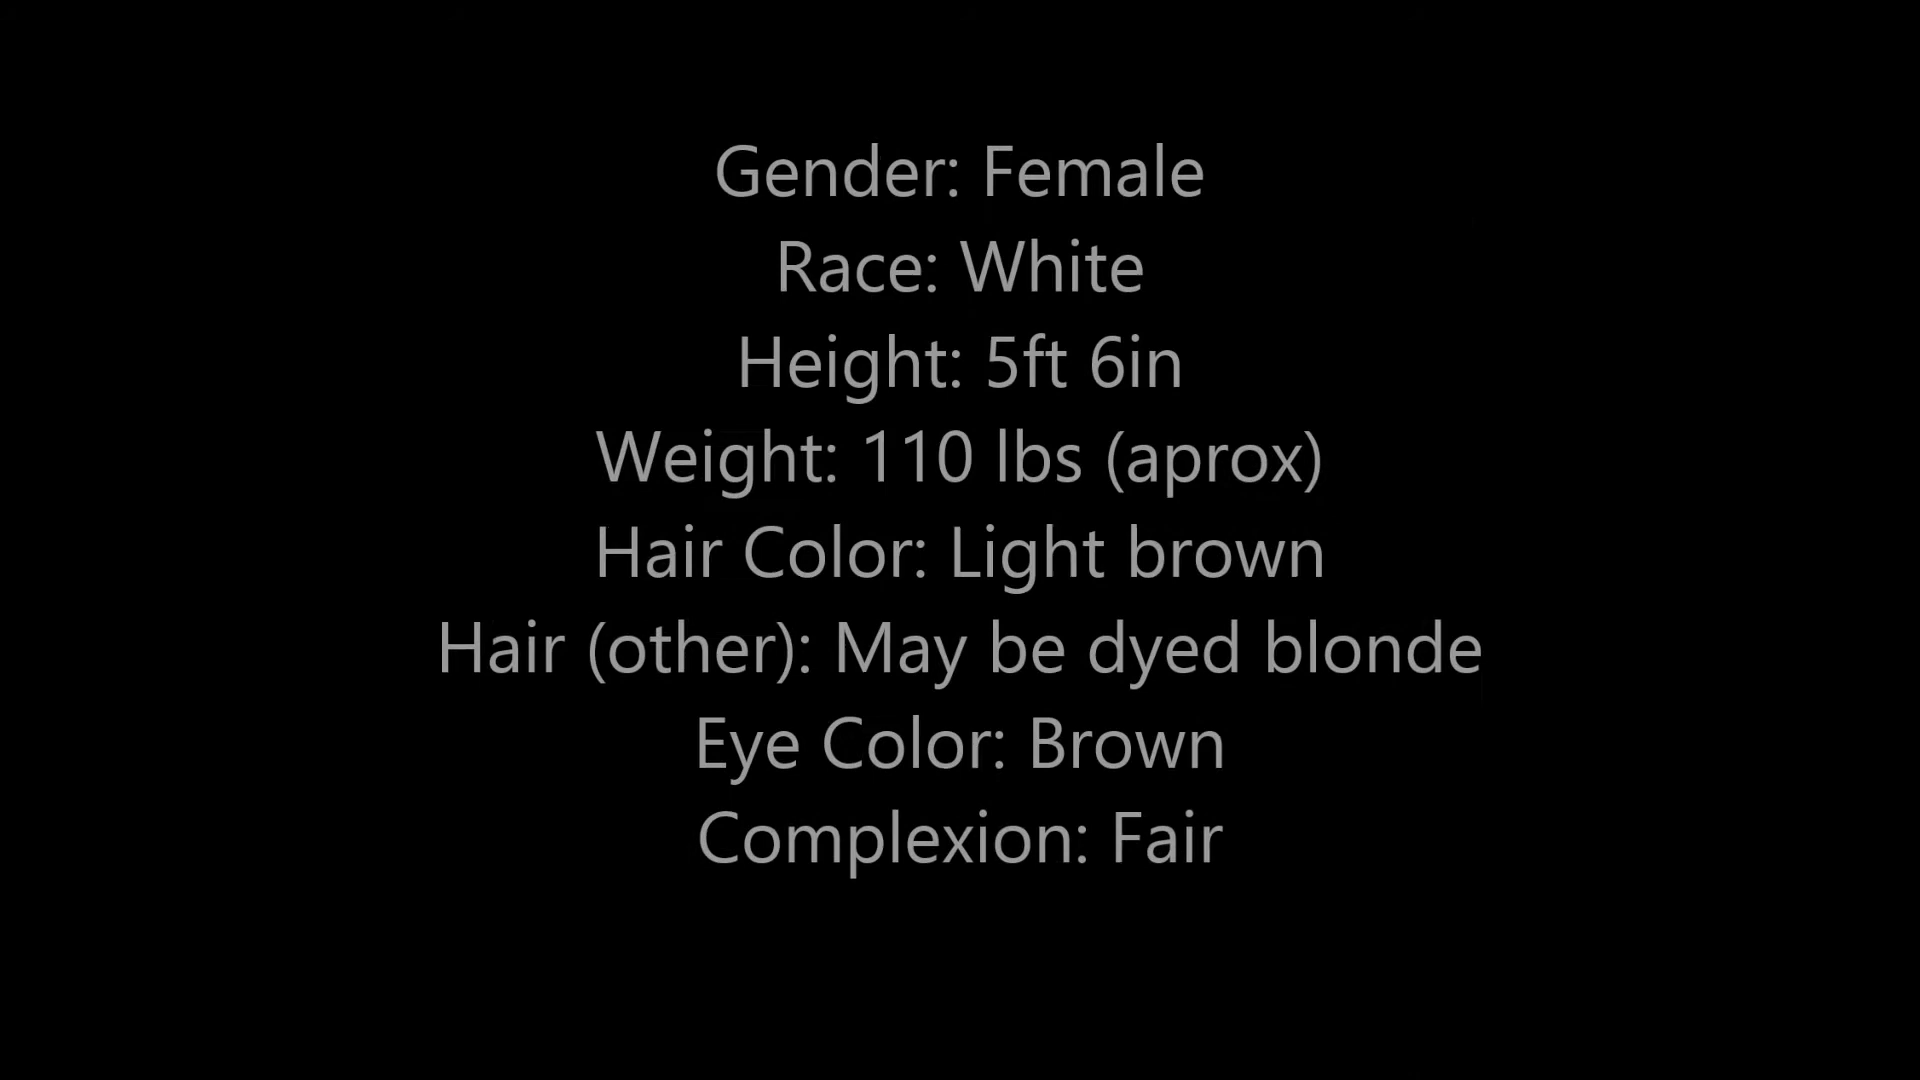 Gender: Female
Race: White
Height: 5ft 6in
Weight: 110 lbs (aprox)
Hair Color: Light brown
Hair (other): May be dyed blonde
Eye Color: Brown
Complexion: Fair